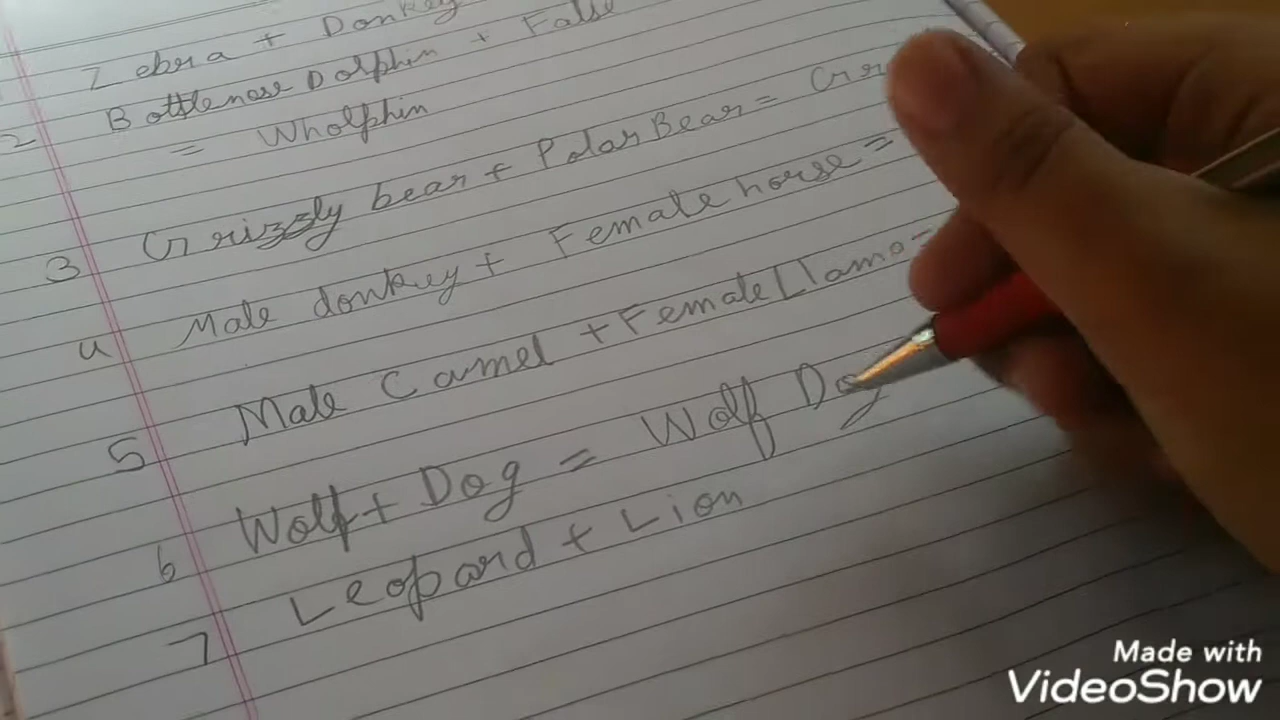 Zebra + Donkey
2 Bottlenose Dolphin + False
= Wholphin
3 Grizzly bear + Polar Bear =
4 Male donkey + Female horse =
5 Male Camel + Female Llama
6 Wolf + Dog = Wolf Dog
7 Leopard + Lion
Made with
VideoShow